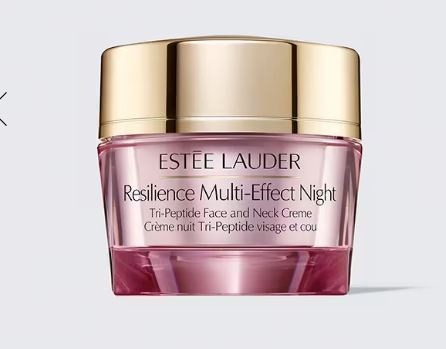 ESTĒE LAUDER
Resilience Multi-Effect Night
Tri-Peptide Face and Neck Creme
Crème nuit Tri-Peptide visage et cou